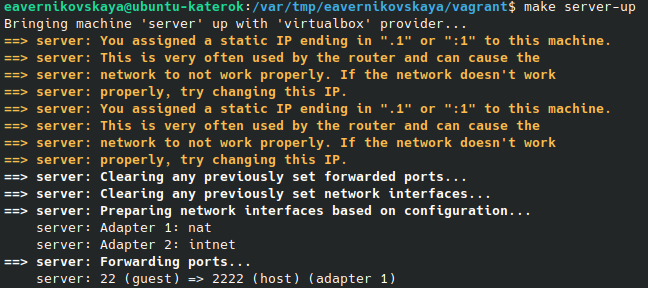 eavernikovskaya@ubuntu-katerok:/var/tmp/eavernikovskaya/vagrant$ make server-up
Bringing machine 'server' up with 'virtualbox' provider...
==> server: You assigned a static IP ending in ".1" or ":1" to this machine.
==> server: This is very often used by the router and can cause the
==> server: network to not work properly. If the network doesn't work
==> server: properly, try changing this IP.
==> server: You assigned a static IP ending in ".1" or ":1" to this machine.
==> server: This is very often used by the router and can cause the
==> server: network to not work properly. If the network doesn't work
==> server: properly, try changing this IP.
==> server: Clearing any previously set forwarded ports...
==> server: Clearing any previously set network interfaces...
==> server: Preparing network interfaces based on configuration...
    server: Adapter 1: nat
    server: Adapter 2: intnet
==> server: Forwarding ports...
    server: 22 (guest) => 2222 (host) (adapter 1)